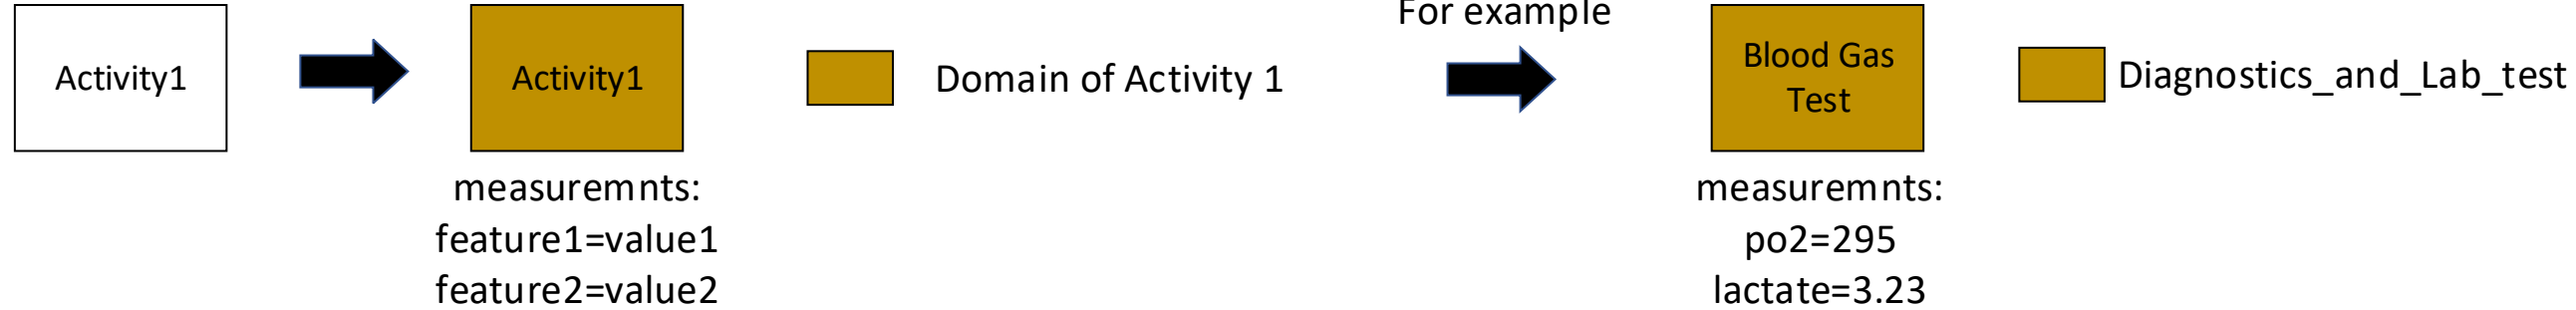 Activity1
Activity1
measuremnts:
feature1=value1
feature2=value2
Domain of Activity 1
For example
Blood Gas
Test
measuremnts:
po2=295
lactate=3.23
Diagnostics_and_Lab_test